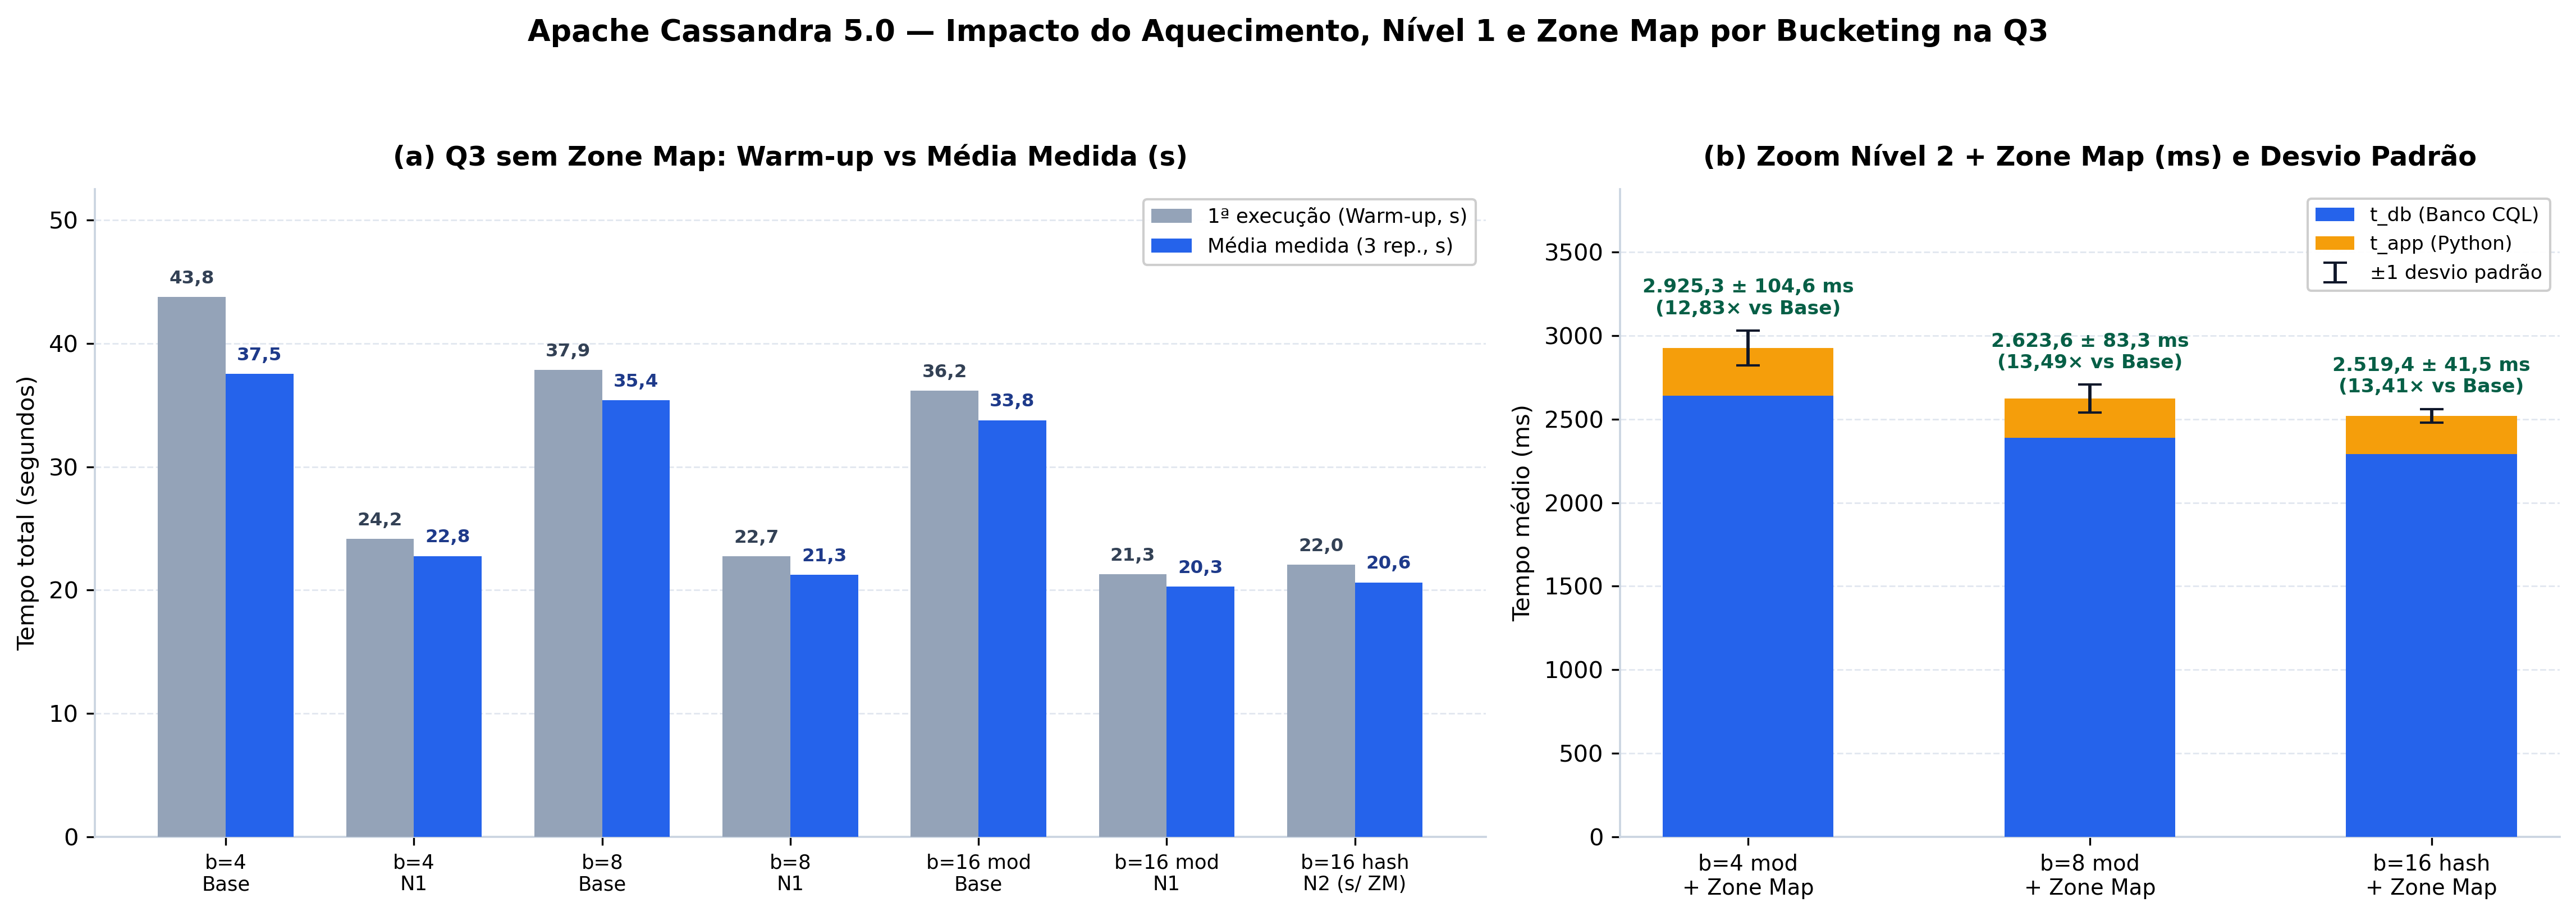 Apache Cassandra 5.0 — Impacto do Aquecimento, Nível 1 e Zone Map por Bucketing na Q3
(a) Q3 sem Zone Map: Warm-up vs Média Medida (s)
1ª execução (Warm-up, s)
Média medida (3 rep., s)
Tempo total (segundos)
50
40
30
20
10
0
43,8
37,5
24,2
22,8
37,9
35,4
22,7
21,3
36,2
33,8
21,3
20,3
22,0
20,6
b=4
Base
b=4
N1
b=8
Base
b=8
N1
b=16 mod
Base
b=16 mod
N1
b=16 hash
N2 (s/ ZM)
(b) Zoom Nível 2 + Zone Map (ms) e Desvio Padrão
t_db (Banco CQL)
t_app (Python)
±1 desvio padrão
Tempo médio (ms)
3500
3000
2500
2000
1500
1000
500
0
2.925,3 ± 104,6 ms
(12,83× vs Base)
2.623,6 ± 83,3 ms
(13,49× vs Base)
2.519,4 ± 41,5 ms
(13,41× vs Base)
b=4 mod
+ Zone Map
b=8 mod
+ Zone Map
b=16 hash
+ Zone Map